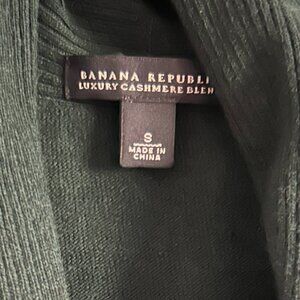 BANANA REPUBLI
LUXURY CASHMERE BLEN
S
MADE IN
CHINA